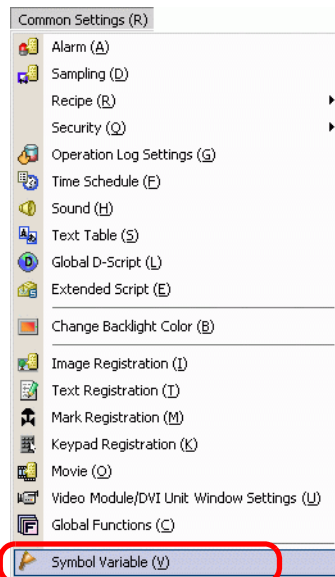 Common Settings (R)
Alarm (A)
Sampling (D)
Recipe (R)
Security (Q)
Operation Log Settings (G)
Time Schedule (F)
Sound (H)
Text Table (S)
Global D-Script (L)
Extended Script (E)
Change Backlight Color (B)
Image Registration (I)
Text Registration (T)
Mark Registration (M)
Keypad Registration (K)
Movie (O)
Video Module/DVI Unit Window Settings (U)
Global Functions (C)
Symbol Variable (V)